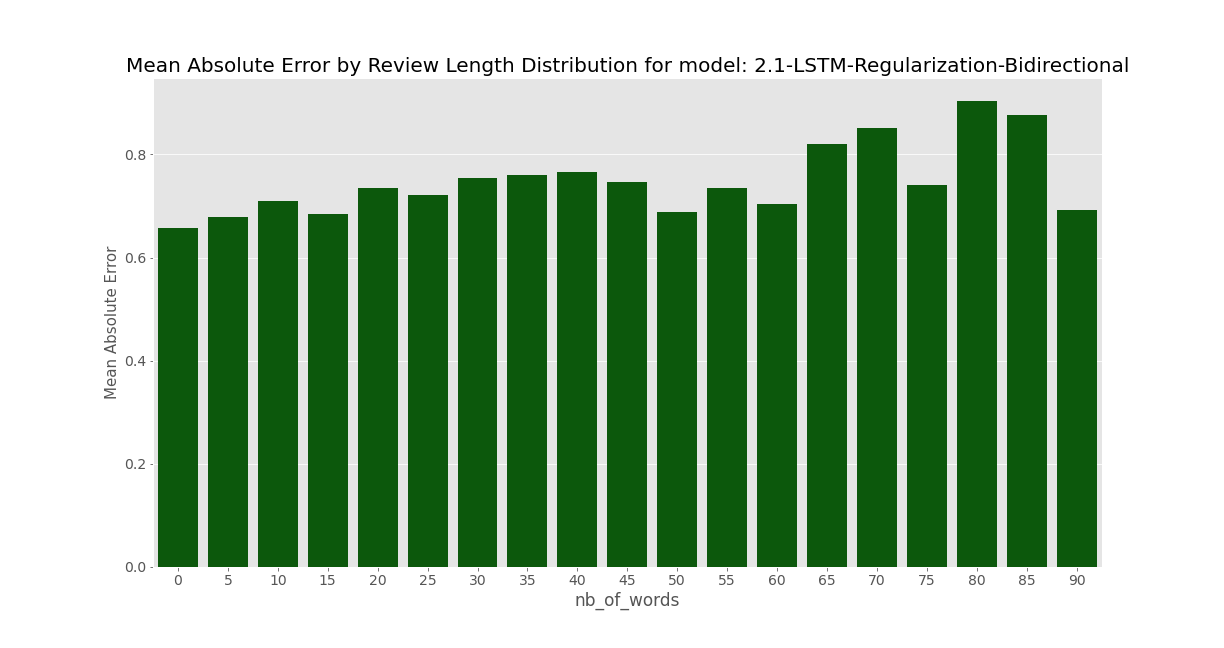 Mean Absolute Error by Review Length Distribution for model: 2.1-LSTM-Regularization-Bidirectional
0.8
0.6
0.4
0.2
0.0
Mean Absolute Error
0 5 10 15 20 25 30 35 40 45 50 55 60 65 70 75 80 85 90
nb_of_words